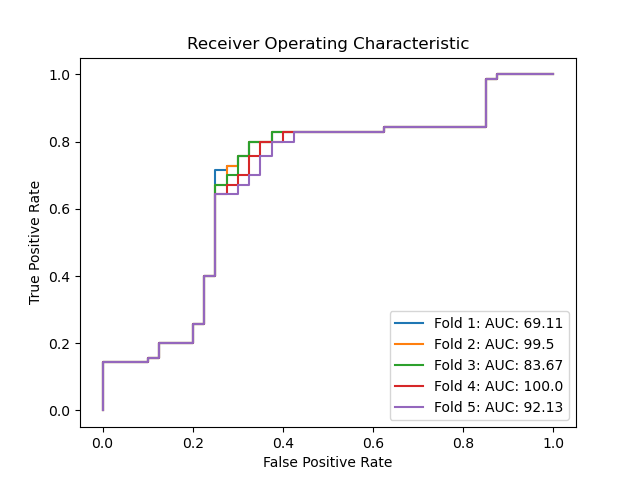 Receiver Operating Characteristic
True Positive Rate
1.0
0.8
0.6
0.4
0.2
0.0
Fold 1: AUC: 69.11
Fold 2: AUC: 99.5
Fold 3: AUC: 83.67
Fold 4: AUC: 100.0
Fold 5: AUC: 92.13
0.0 0.2 0.4 0.6 0.8 1.0
False Positive Rate